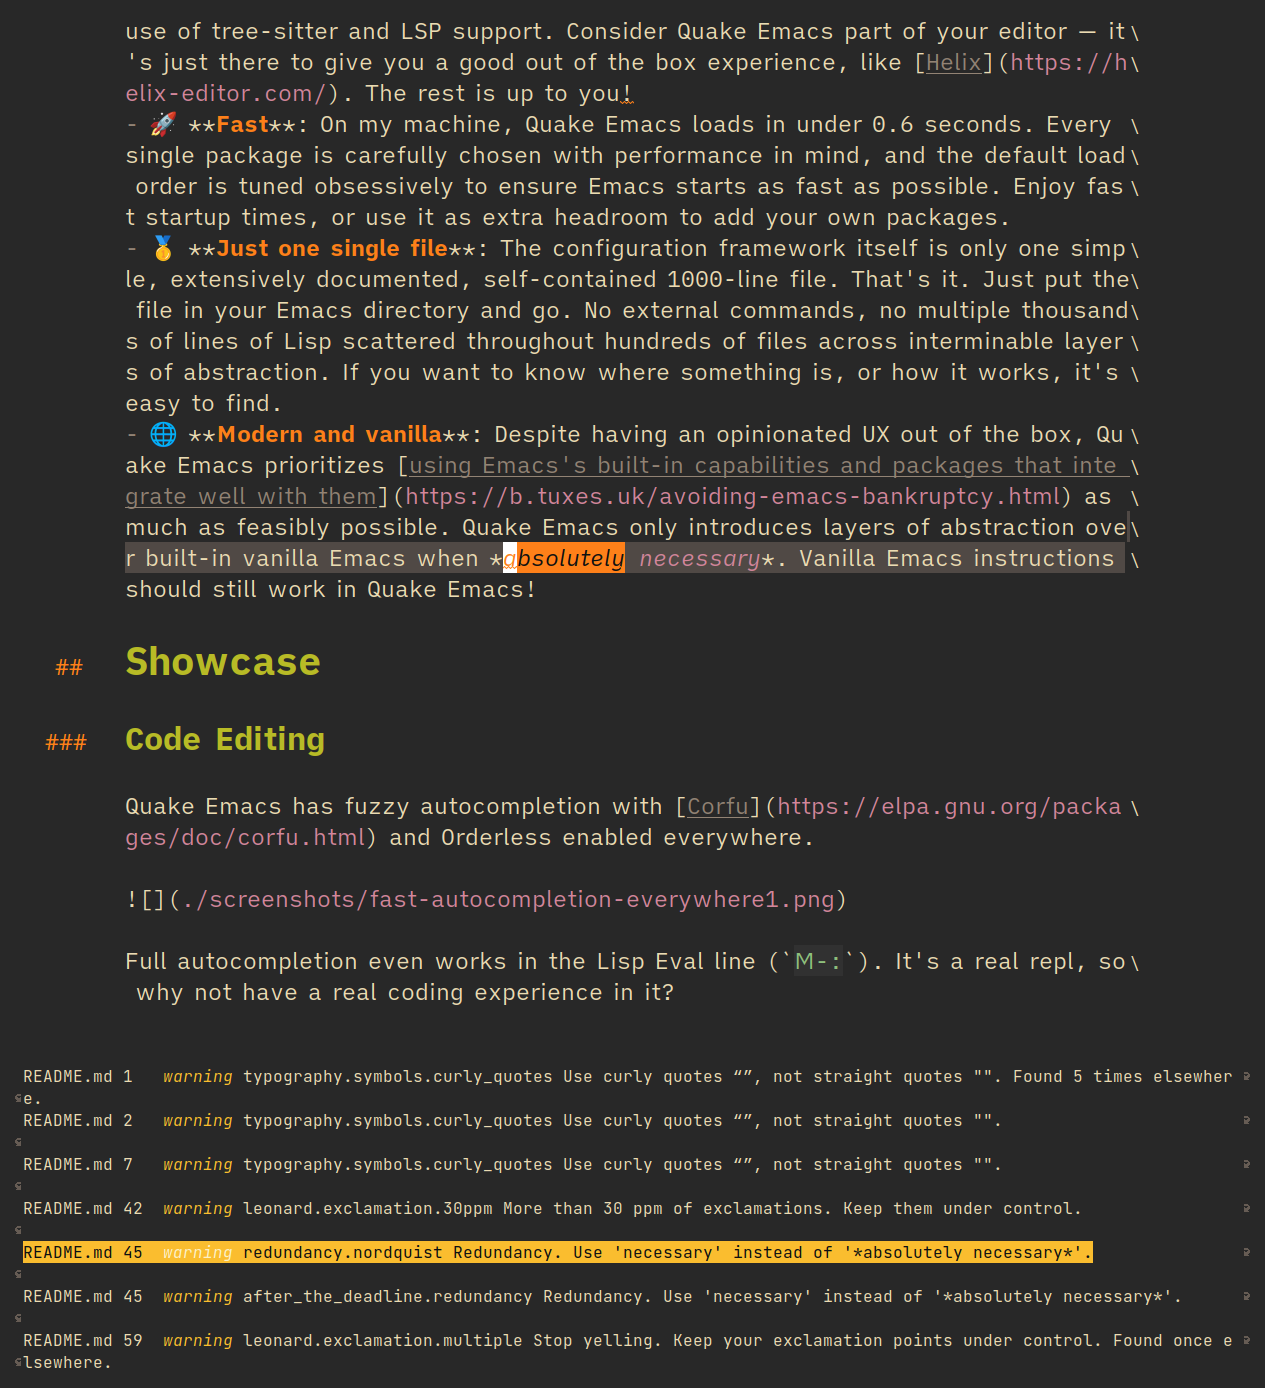 use of tree-sitter and LSP support. Consider Quake Emacs part of your editor — it\
's just there to give you a good out of the box experience, like [Helix](https://h\
elix-editor.com/). The rest is up to you!
- 🚀 **Fast**: On my machine, Quake Emacs loads in under 0.6 seconds. Every \
single package is carefully chosen with performance in mind, and the default load\
 order is tuned obsessively to ensure Emacs starts as fast as possible. Enjoy fas\
t startup times, or use it as extra headroom to add your own packages.
- 🥇 **Just one single file**: The configuration framework itself is only one simp\
le, extensively documented, self-contained 1000-line file. That's it. Just put the\
 file in your Emacs directory and go. No external commands, no multiple thousand\
s of lines of Lisp scattered throughout hundreds of files across interminable layer\
s of abstraction. If you want to know where something is, or how it works, it's \
easy to find.
- 🌐 **Modern and vanilla**: Despite having an opinionated UX out of the box, Qu\
ake Emacs prioritizes [using Emacs's built-in capabilities and packages that inte\
grate well with them](https://b.tuxes.uk/avoiding-emacs-bankruptcy.html) as \
much as feasibly possible. Quake Emacs only introduces layers of abstraction ove\
r built-in vanilla Emacs when *absolutely necessary*. Vanilla Emacs instructions \
should still work in Quake Emacs!
## Showcase
### Code Editing
Quake Emacs has fuzzy autocompletion with [Corfu](https://elpa.gnu.org/packa\
ges/doc/corfu.html) and Orderless enabled everywhere.
![](./screenshots/fast-autocompletion-everywhere1.png)
Full autocompletion even works in the Lisp Eval line (`M-:`). It's a real repl, so\
 why not have a real coding experience in it?
README.md 1 warning typography.symbols.curly_quotes Use curly quotes “”, not straight quotes "". Found 5 times elsewher
e.
README.md 2 warning typography.symbols.curly_quotes Use curly quotes “”, not straight quotes "".
README.md 7 warning typography.symbols.curly_quotes Use curly quotes “”, not straight quotes "".
README.md 42 warning leonard.exclamation.30ppm More than 30 ppm of exclamations. Keep them under control.
README.md 45 warning redundancy.nordquist Redundancy. Use 'necessary' instead of '*absolutely necessary*'.
README.md 45 warning after_the_deadline.redundancy Redundancy. Use 'necessary' instead of '*absolutely necessary*'.
README.md 59 warning leonard.exclamation.multiple Stop yelling. Keep your exclamation points under control. Found once e
lsewhere.